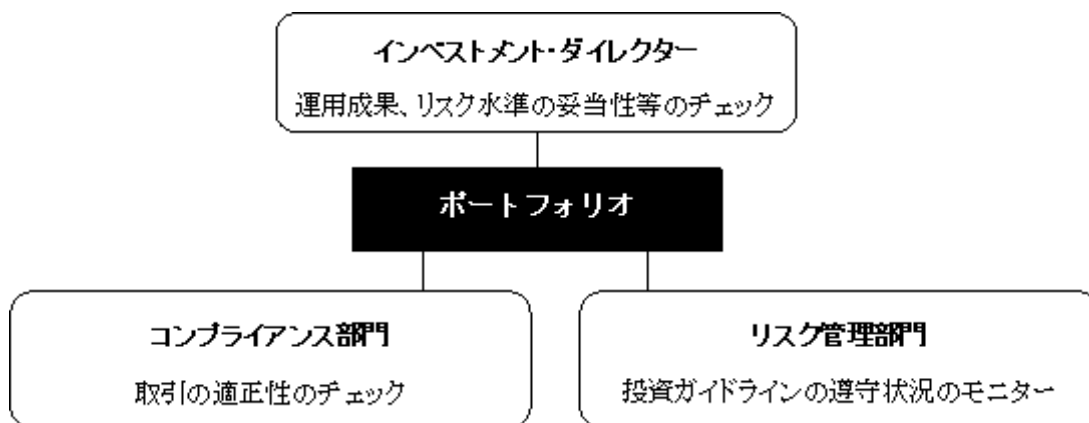 インベストメント・ダイレクター
運用成果、リスク水準の妥当性等のチェック
ポートフォリオ
コンプライアンス部門
取引の適正性のチェック
リスク管理部門
投資ガイドラインの遵守状況のモニター